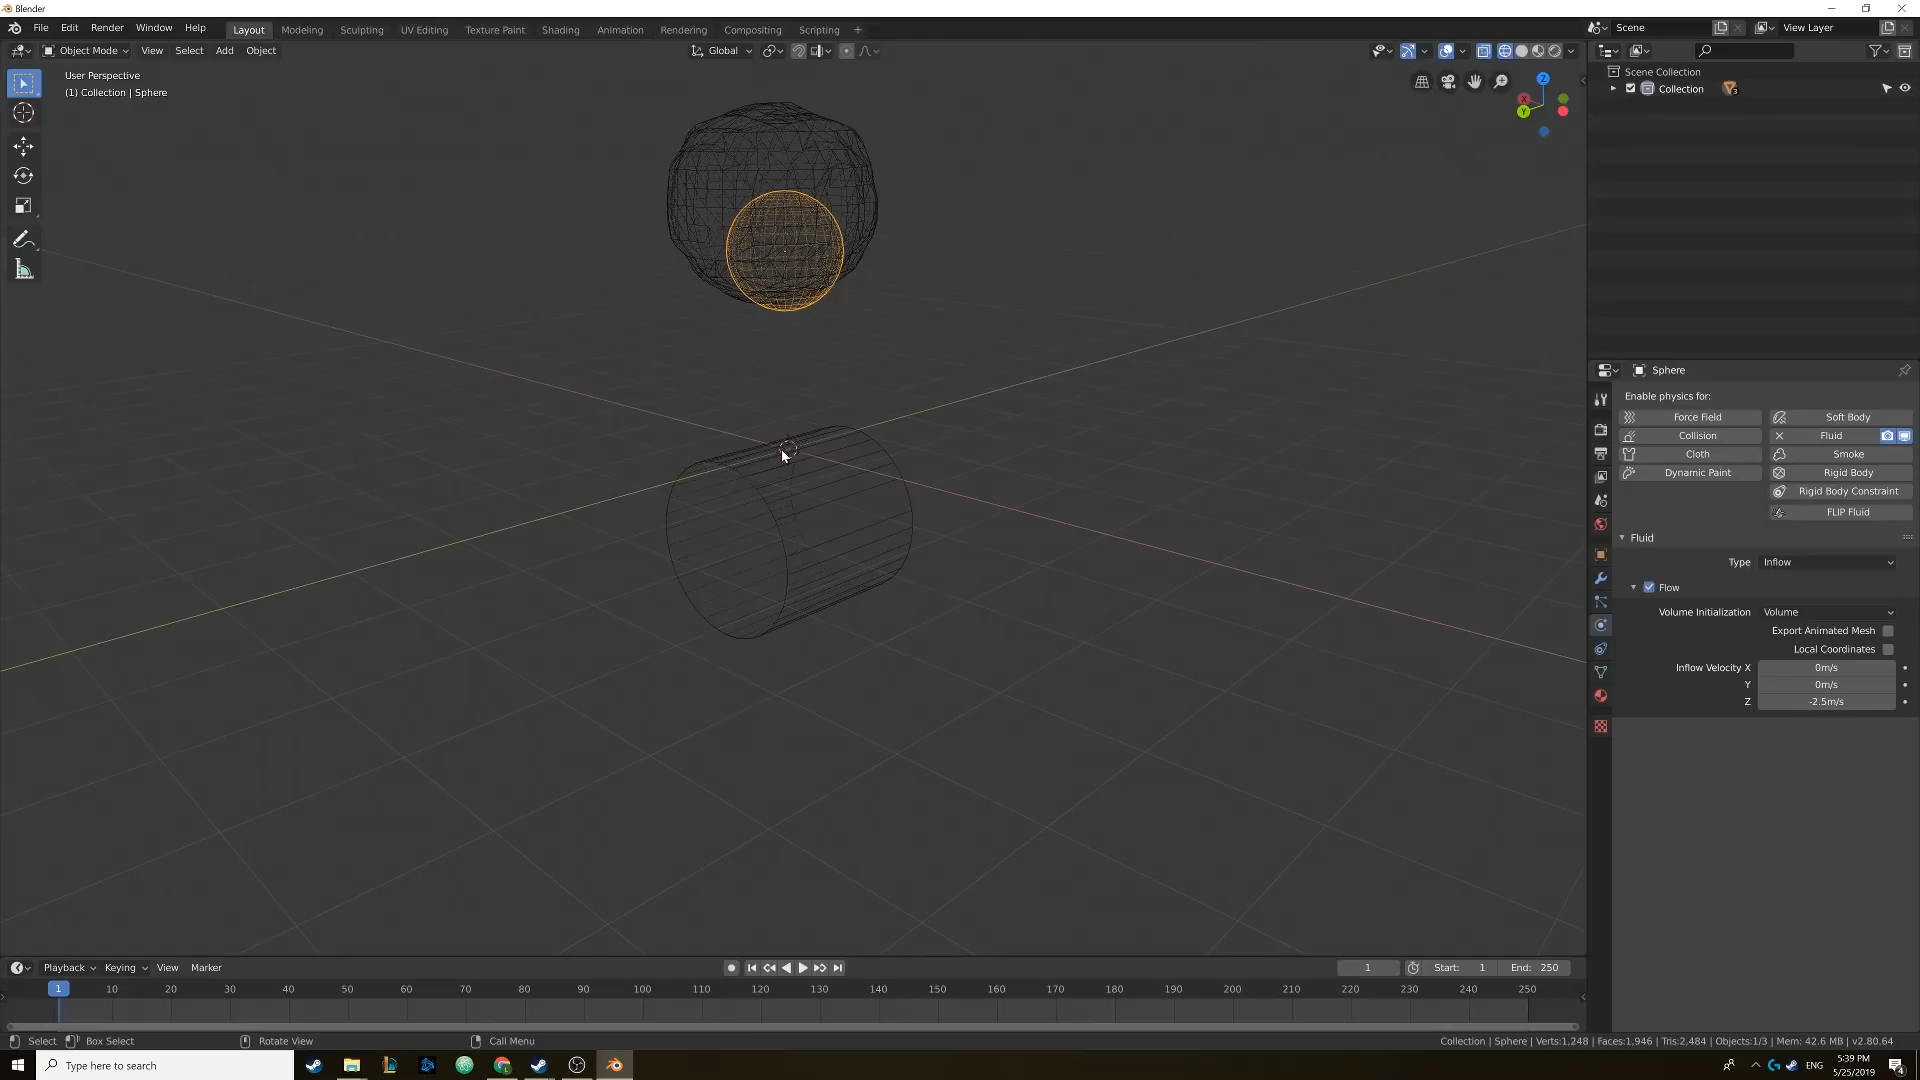 Blender
File Edit Render Window Help
Layout Modeling Sculpting UV Editing Texture Paint Shading Animation Rendering Compositing Scripting +
Scene
View Layer
Object Mode View Select Add Object
Global
User Perspective
(1) Collection | Sphere
Z
X
Y
Scene Collection
Collection
3
Sphere
Enable physics for:
Force Field
Soft Body
Collision
Fluid
Cloth
Smoke
Dynamic Paint
Rigid Body
Rigid Body Constraint
FLIP Fluid
Fluid
Type Inflow
Flow
Volume Initialization Volume
Export Animated Mesh
Local Coordinates
Inflow Velocity X 0m/s
Y 0m/s
Z -2.5m/s
Playback Keying View Marker
1 Start: 1 End: 250
1 10 20 30 40 50 60 70 80 90 100 110 120 130 140 150 160 170 180 190 200 210 220 230 240 250
Select Box Select Rotate View Call Menu
Collection | Sphere | Verts:1,248 | Faces:1,946 | Tris:2,484 | Objects:1/3 | Mem: 42.6 MB | v2.80.64
Type here to search
ENG
5:39 PM
5/25/2019
4